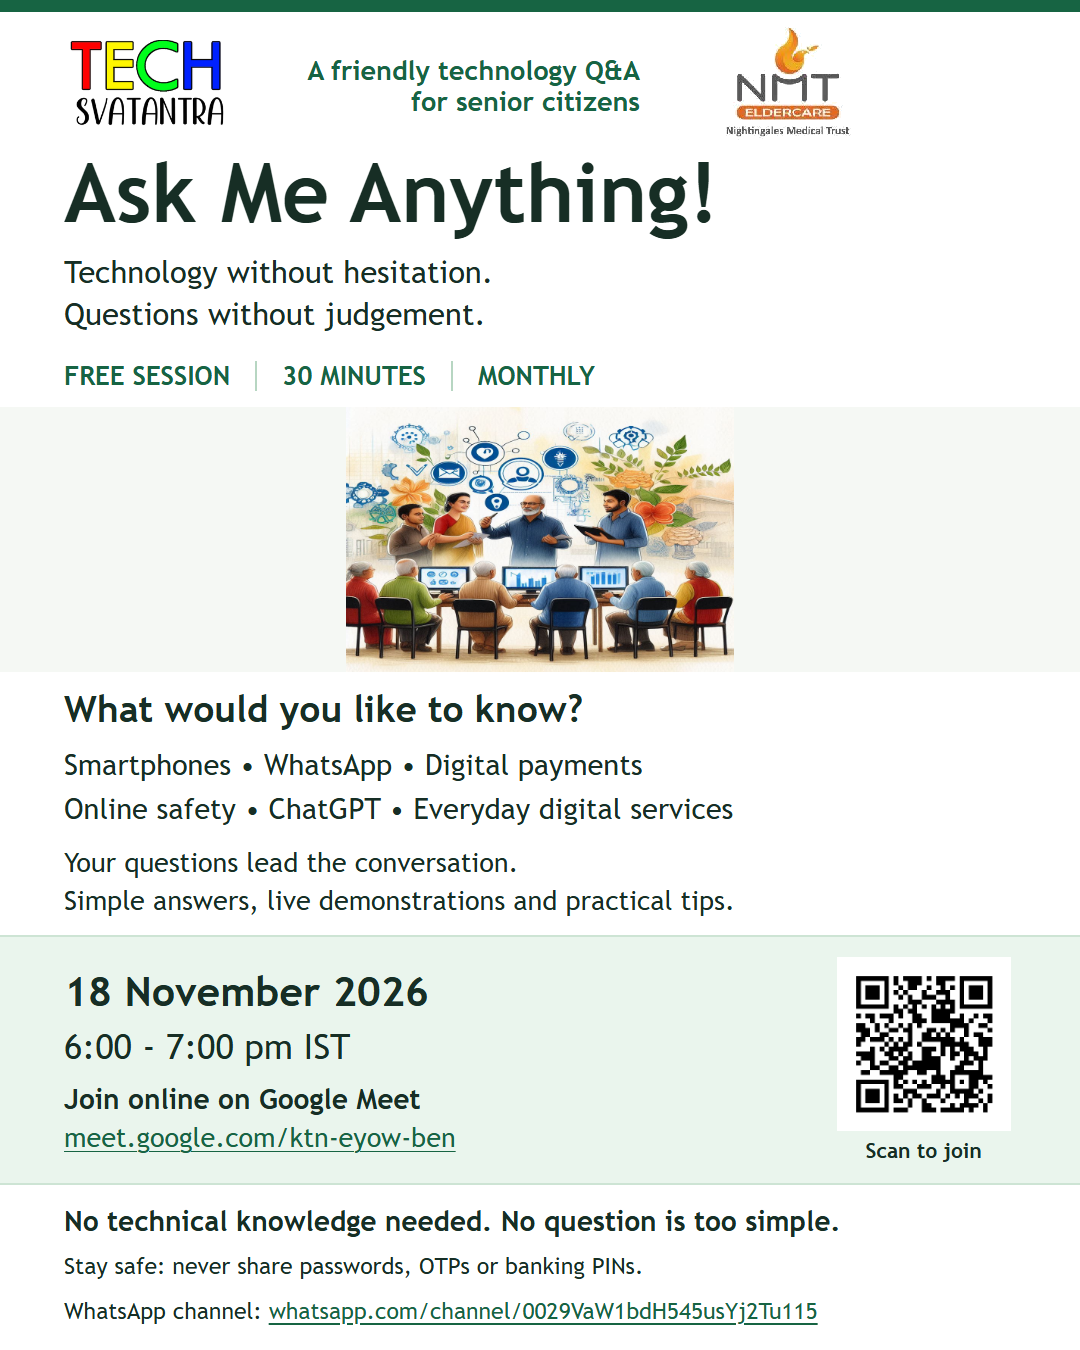 TECH
SVATANTRA
A friendly technology Q&A
for senior citizens
NMT
ELDERCARE
Nightingales Medical Trust
Ask Me Anything!
Technology without hesitation.
Questions without judgement.
FREE SESSION | 30 MINUTES | MONTHLY
What would you like to know?
Smartphones • WhatsApp • Digital payments
Online safety • ChatGPT • Everyday digital services
Your questions lead the conversation.
Simple answers, live demonstrations and practical tips.
18 November 2026
6:00 - 7:00 pm IST
Join online on Google Meet
meet.google.com/ktn-eyow-ben
Scan to join
No technical knowledge needed. No question is too simple.
Stay safe: never share passwords, OTPs or banking PINs.
WhatsApp channel: whatsapp.com/channel/0029VaW1bdH545usYj2Tu115